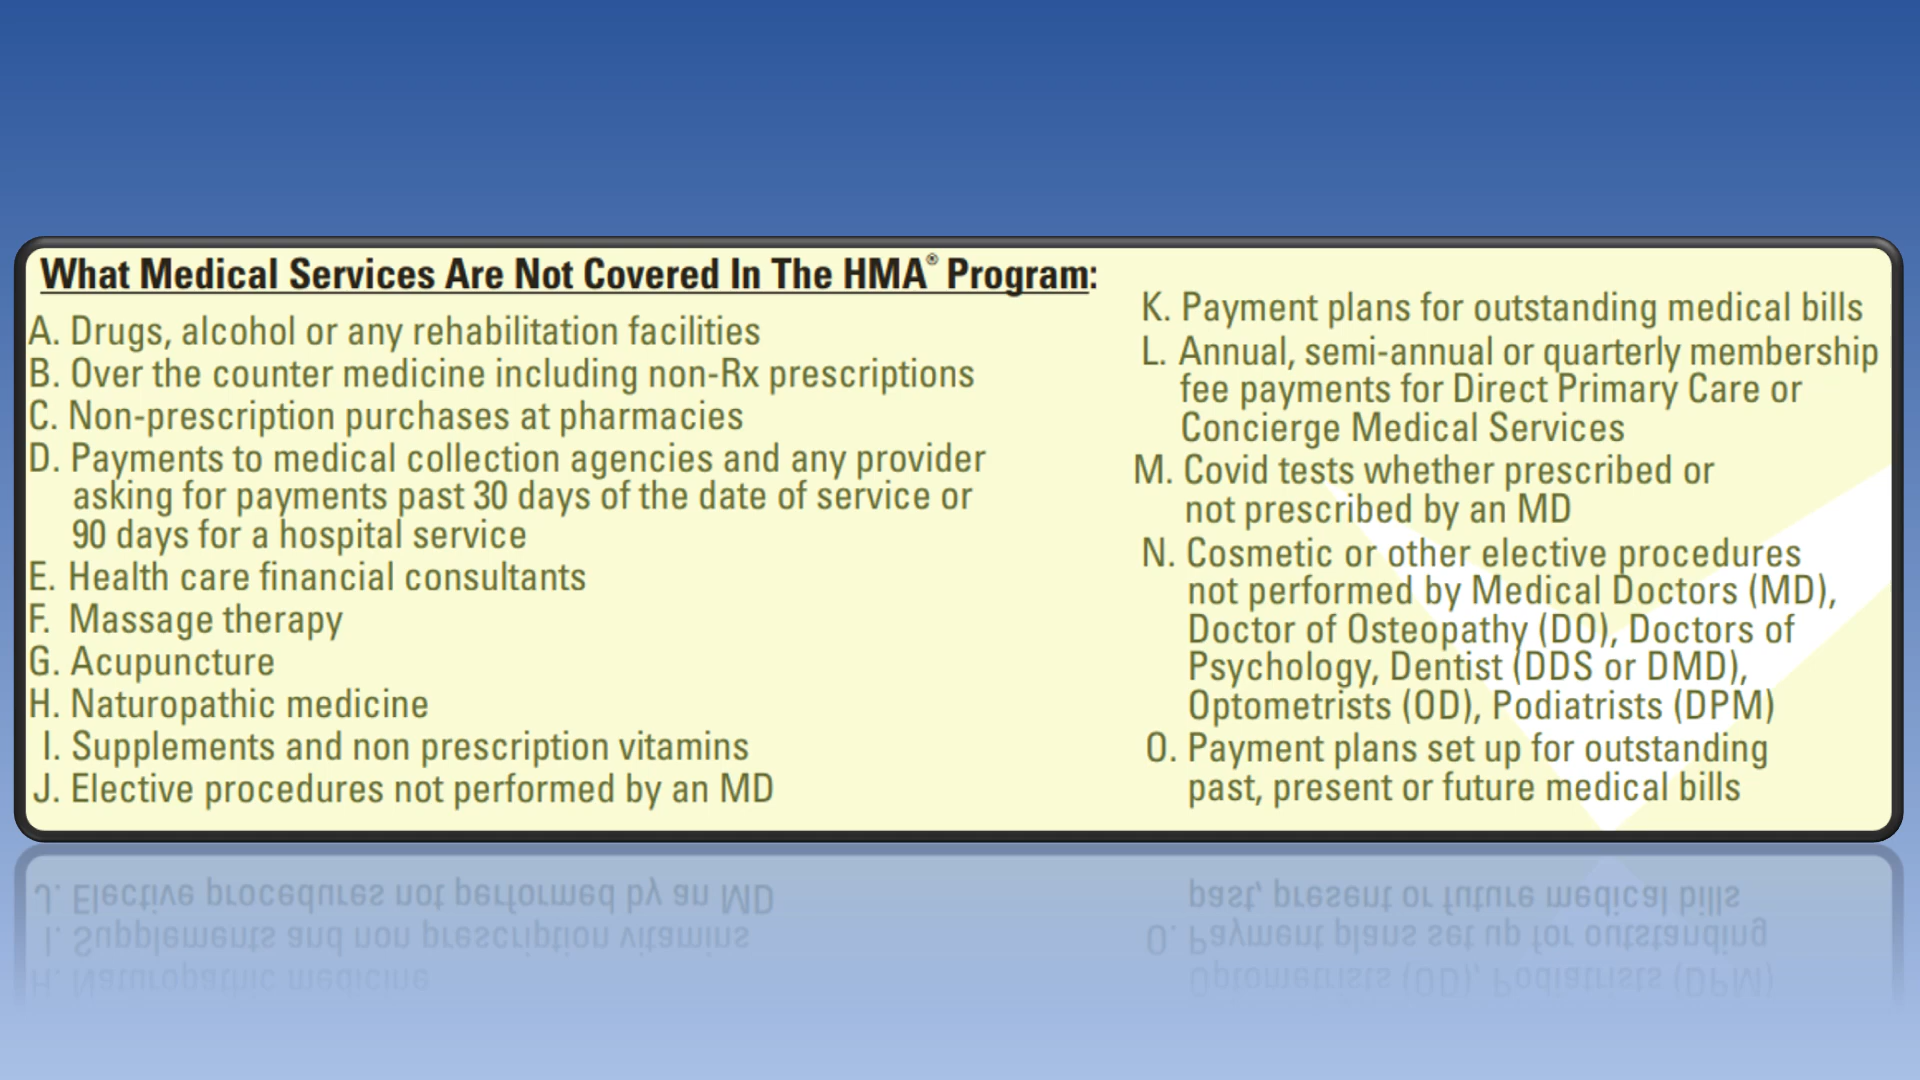 What Medical Services Are Not Covered In The HMA® Program:
A. Drugs, alcohol or any rehabilitation facilities
B. Over the counter medicine including non-Rx prescriptions
C. Non-prescription purchases at pharmacies
D. Payments to medical collection agencies and any provider
asking for payments past 30 days of the date of service or
90 days for a hospital service
E. Health care financial consultants
F. Massage therapy
G. Acupuncture
H. Naturopathic medicine
I. Supplements and non prescription vitamins
J. Elective procedures not performed by an MD
K. Payment plans for outstanding medical bills
L. Annual, semi-annual or quarterly membership
fee payments for Direct Primary Care or
Concierge Medical Services
M. Covid tests whether prescribed or
not prescribed by an MD
N. Cosmetic or other elective procedures
not performed by Medical Doctors (MD),
Doctor of Osteopathy (DO), Doctors of
Psychology, Dentist (DDS or DMD),
Optometrists (OD), Podiatrists (DPM)
O. Payment plans set up for outstanding
past, present or future medical bills